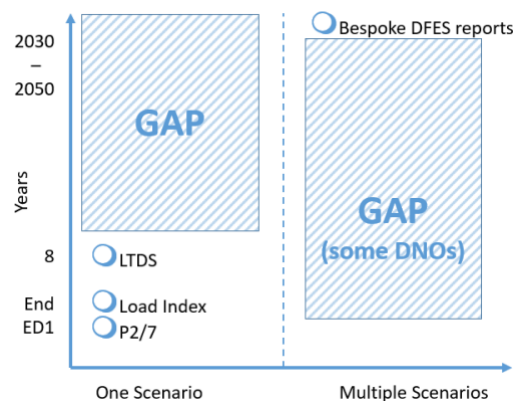 2030
–
2050
Years
8
End
ED1
GAP
LTDS
Load Index
P2/7
Bespoke DFES reports
GAP
(some DNOs)
One Scenario
Multiple Scenarios